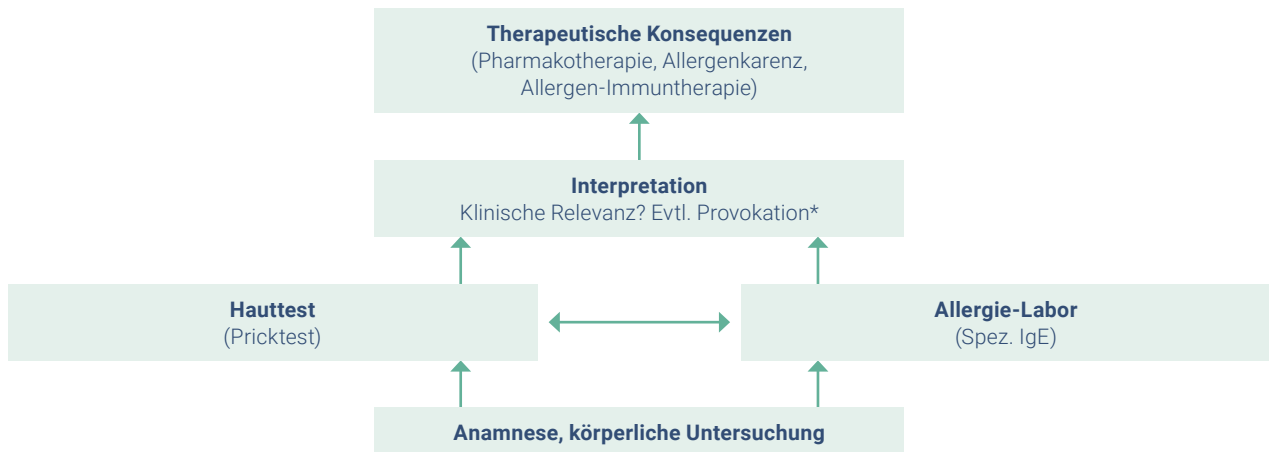 Therapeutische Konsequenzen
(Pharmakotherapie, Allergenkarenz,
Allergen-Immuntherapie)
Interpretation
Klinische Relevanz? Evtl. Provokation*
Hauttest
(Pricktest)
Allergie-Labor
(Spez. IgE)
Anamnese, körperliche Untersuchung